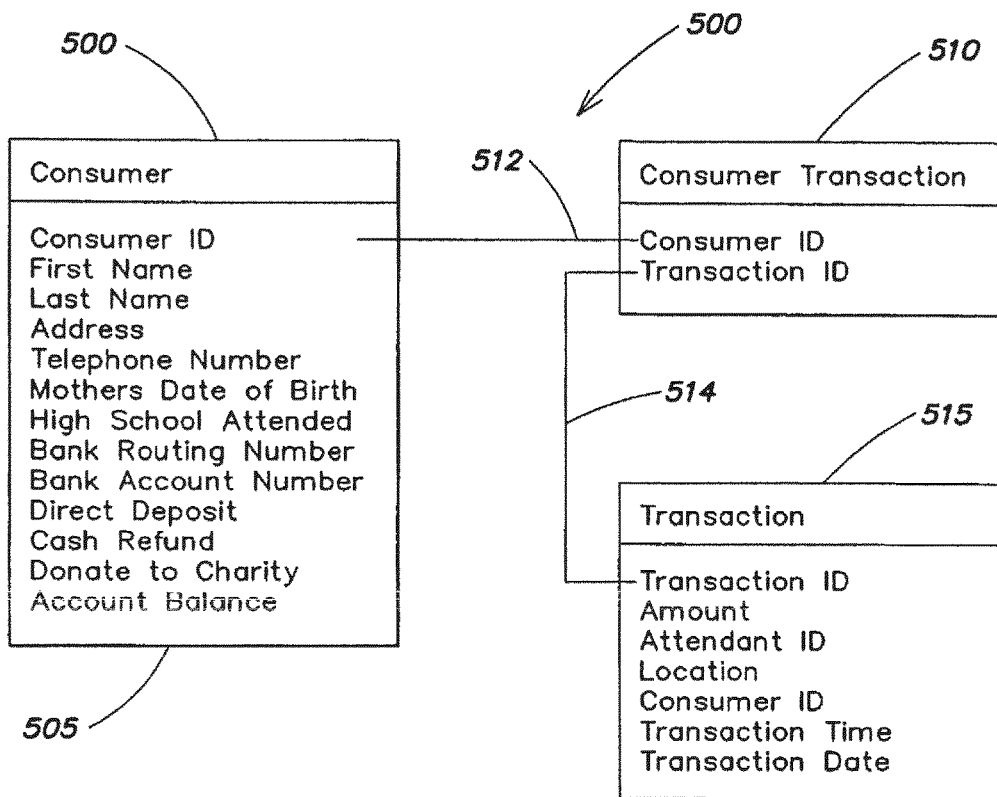 500
500
510
512
Consumer
Consumer ID
First Name
Last Name
Address
Telephone Number
Mothers Date of Birth
High School Attended
Bank Routing Number
Bank Account Number
Direct Deposit
Cash Refund
Donate to Charity
Account Balance
505
Consumer Transaction
Consumer ID
Transaction ID
514
515
Transaction
Transaction ID
Amount
Attendant ID
Location
Consumer ID
Transaction Time
Transaction Date